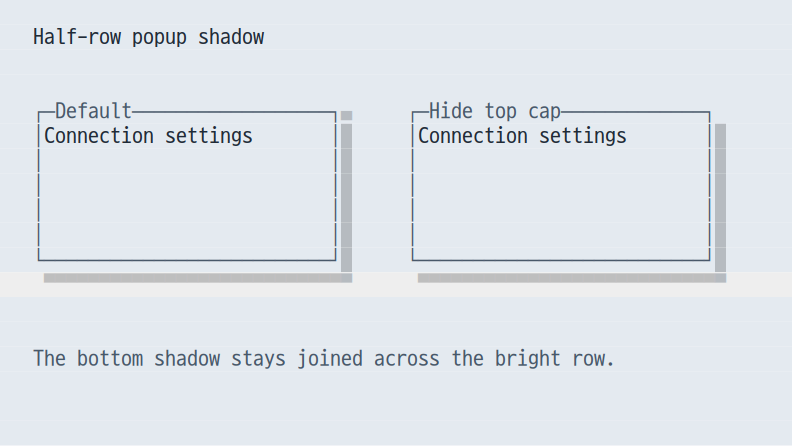 Half-row popup shadow
Default
Hide top cap
Connection settings
Connection settings
The bottom shadow stays joined across the bright row.